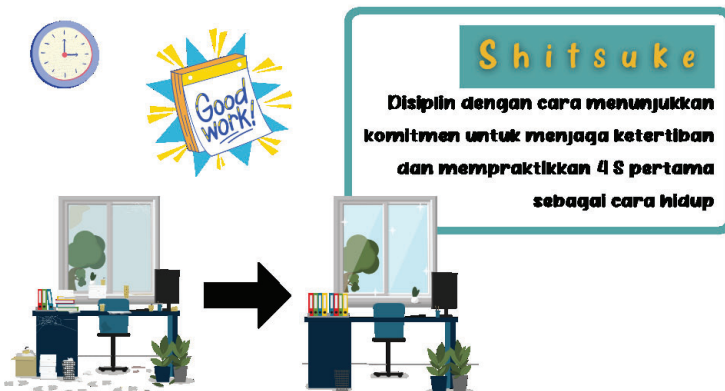 Good
work!
Shitsuke
Disiplin dengan cara menunjukkan
komitmen untuk menjaga ketertiban
dan mempraktikkan 4 S pertama
sebagai cara hidup